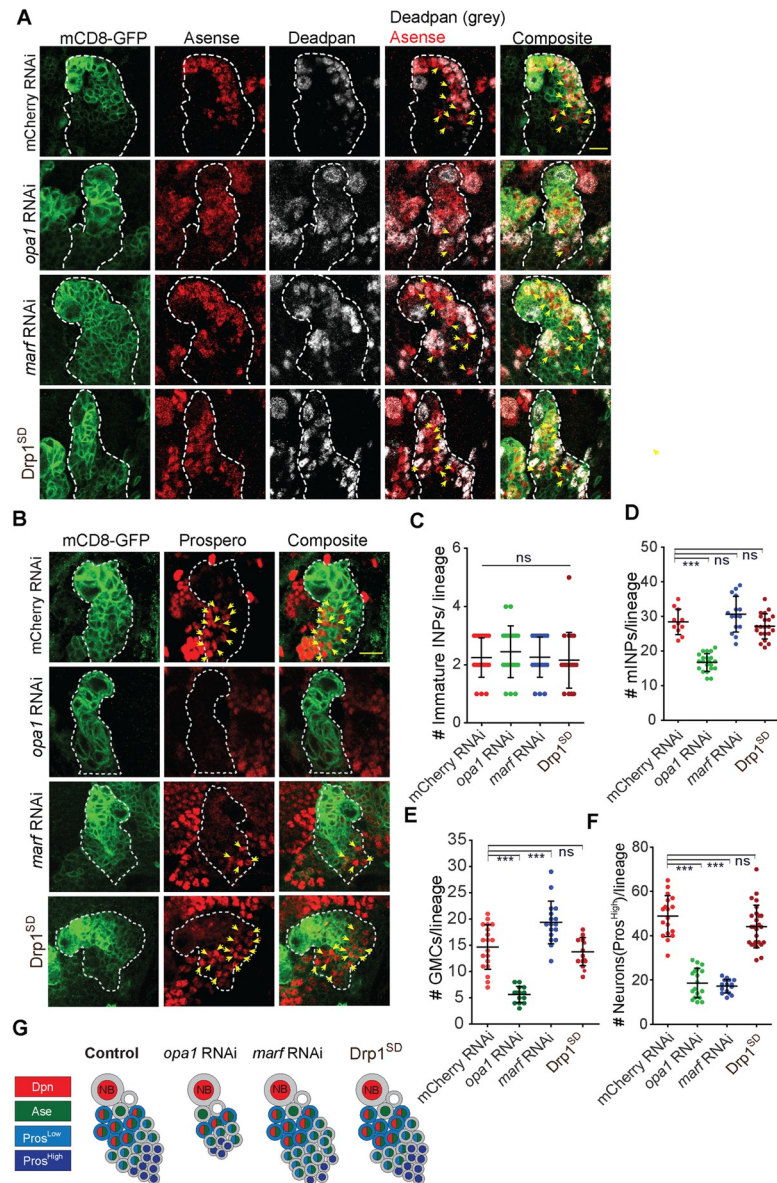 A
Deadpan (grey)
mCD8-GFP Asense Deadpan Asense Composite
mCherry RNAi
opa1 RNAi
marf RNAi
Drp1SD
B
mCD8-GFP Prospero Composite
mCherry RNAi
opa1 RNAi
marf RNAi
Drp1SD
C
# Immature INPs/ lineage
6
4
2
0
ns
mCherry RNAi
opa1 RNAi
marf RNAi
Drp1SD
D
# mINPs/lineage
50
40
30
20
10
0
*** ns ns
mCherry RNAi
opa1 RNAi
marf RNAi
Drp1SD
E
# GMCs/lineage
35
30
25
20
15
10
5
0
*** *** ns
mCherry RNAi
opa1 RNAi
marf RNAi
Drp1SD
F
# Neurons(ProsHigh)/lineage
80
60
40
20
0
*** *** ns
mCherry RNAi
opa1 RNAi
marf RNAi
Drp1SD
G
Control opa1 RNAi marf RNAi Drp1SD
Dpn
Ase
ProsLow
ProsHigh
NB NB NB NB